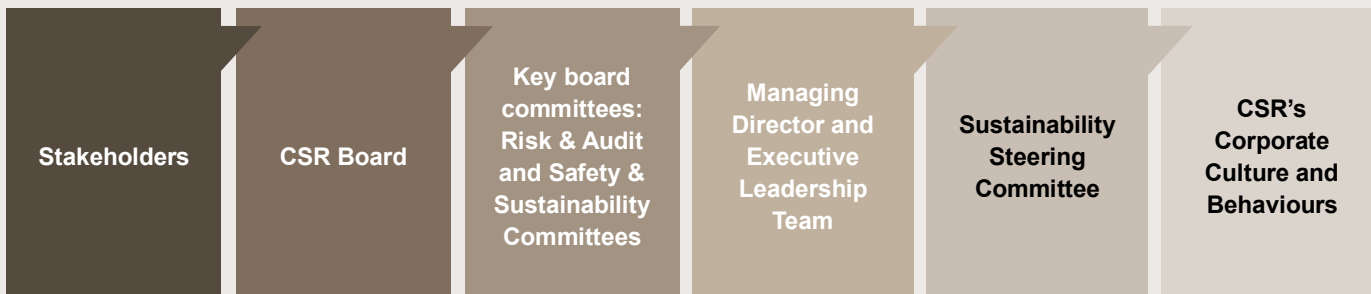 Stakeholders
CSR Board
Key board
committees:
Risk & Audit
and Safety &
Sustainability
Committees
Managing
Director and
Executive
Leadership
Team
Sustainability
Steering
Committee
CSR’s
Corporate
Culture and
Behaviours